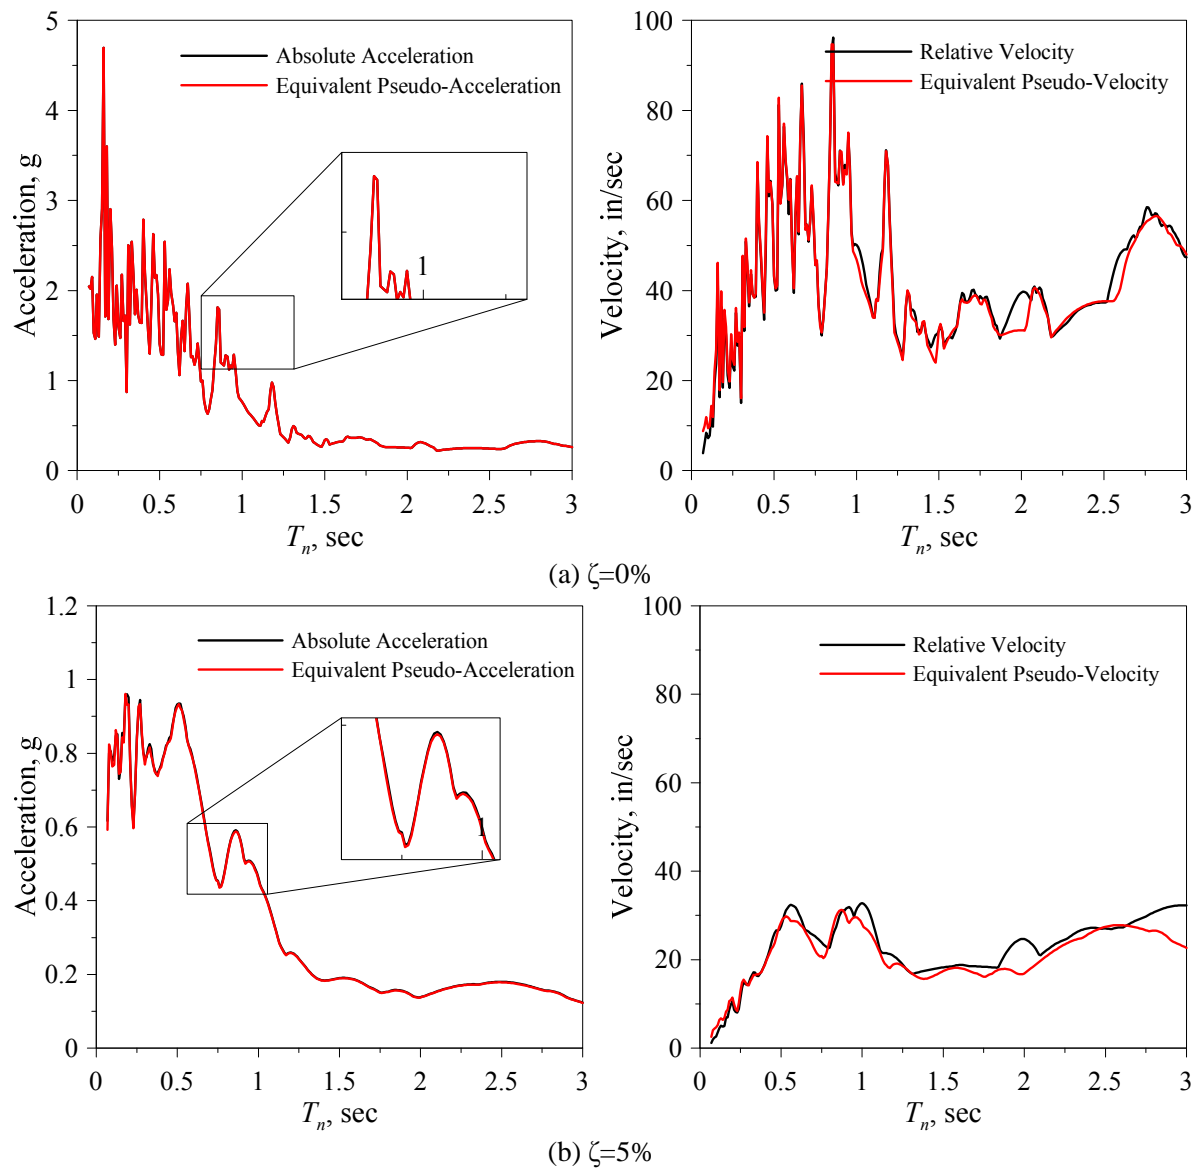 5
4
3
2
1
0
Acceleration, g
Absolute Acceleration
Equivalent Pseudo-Acceleration
1
0 0.5 1 1.5 2 2.5 3
Tn, sec
100
80
60
40
20
0
Velocity, in/sec
Relative Velocity
Equivalent Pseudo-Velocity
0 0.5 1 1.5 2 2.5 3
Tn, sec
(a) ζ=0%
1.2
1
0.8
0.6
0.4
0.2
0
Acceleration, g
Absolute Acceleration
Equivalent Pseudo-Acceleration
1
0 0.5 1 1.5 2 2.5 3
Tn, sec
100
80
60
40
20
0
Velocity, in/sec
Relative Velocity
Equivalent Pseudo-Velocity
0 0.5 1 1.5 2 2.5 3
Tn, sec
(b) ζ=5%